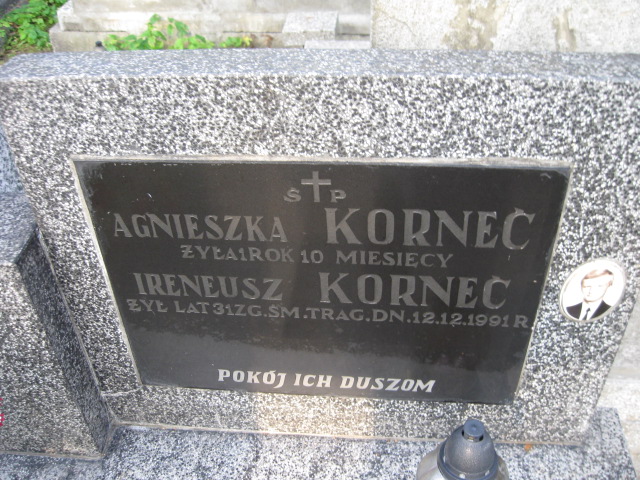 Ś P
AGNIESZKA KORNEĆ
ŻYŁA 1 ROK 10 MIESIĘCY
IRENEUSZ KORNEĆ
ŻYŁ LAT 31 ZG. ŚM. TRAG. DN. 12.12.1991 R.
POKÓJ ICH DUSZOM